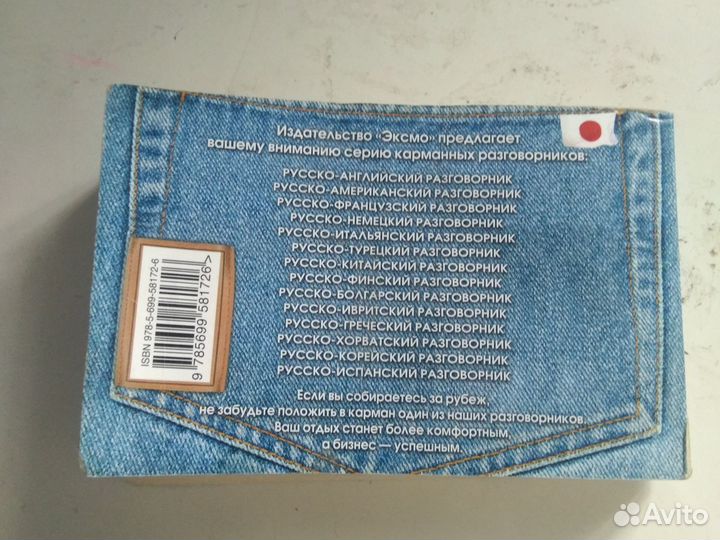 Издательство «Эксмо» предлагает
вашему вниманию серию карманных разговорников:
РУССКО-АНГЛИЙСКИЙ РАЗГОВОРНИК
РУССКО-АМЕРИКАНСКИЙ РАЗГОВОРНИК
РУССКО-ФРАНЦУЗСКИЙ РАЗГОВОРНИК
РУССКО-НЕМЕЦКИЙ РАЗГОВОРНИК
РУССКО-ИТАЛЬЯНСКИЙ РАЗГОВОРНИК
РУССКО-ТУРЕЦКИЙ РАЗГОВОРНИК
РУССКО-КИТАЙСКИЙ РАЗГОВОРНИК
РУССКО-ФИНСКИЙ РАЗГОВОРНИК
РУССКО-БОЛГАРСКИЙ РАЗГОВОРНИК
РУССКО-ИВРИТСКИЙ РАЗГОВОРНИК
РУССКО-ГРЕЧЕСКИЙ РАЗГОВОРНИК
РУССКО-ХОРВАТСКИЙ РАЗГОВОРНИК
РУССКО-КОРЕЙСКИЙ РАЗГОВОРНИК
РУССКО-ИСПАНСКИЙ РАЗГОВОРНИК
Если вы собираетесь за рубеж,
не забудьте положить в карман один из наших разговорников.
Ваш отдых станет более комфортным,
а бизнес — успешным.
ISBN 978-5-699-58172-6
9 785699 581726>
Avito